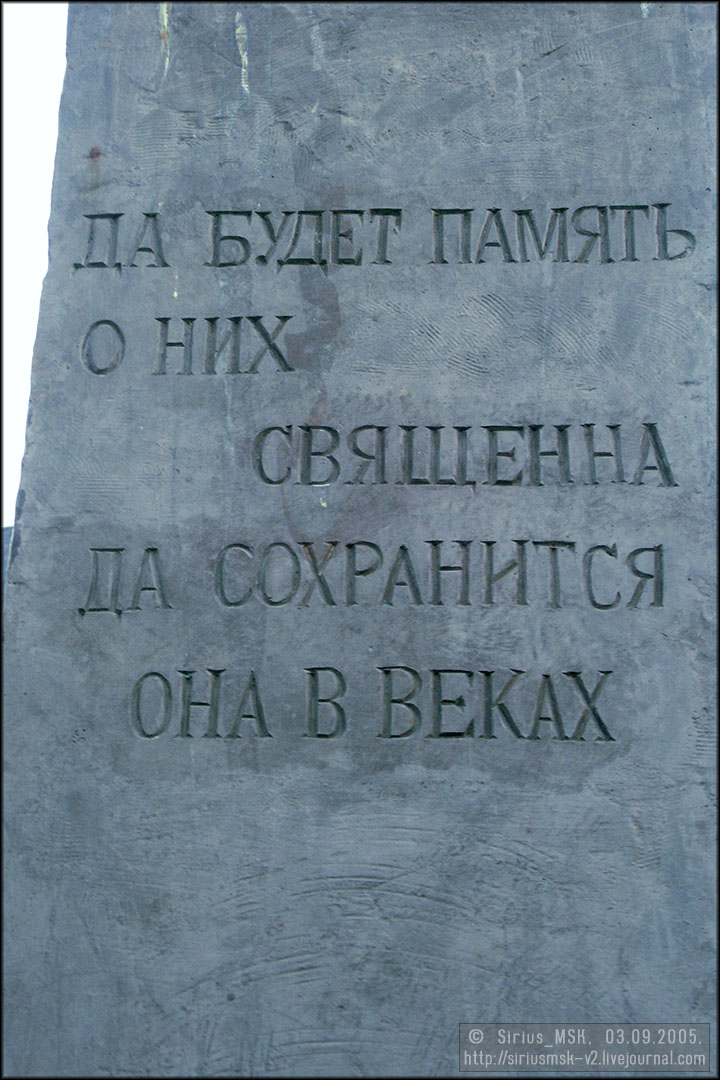 ДА БУДЕТ ПАМЯТЬ
О НИХ
СВЯЩЕННА
ДА СОХРАНИТСЯ
ОНА В ВЕКАХ
© Sirius_MSK, 03.09.2005.
http://siriusmsk-v2.livejournal.com/